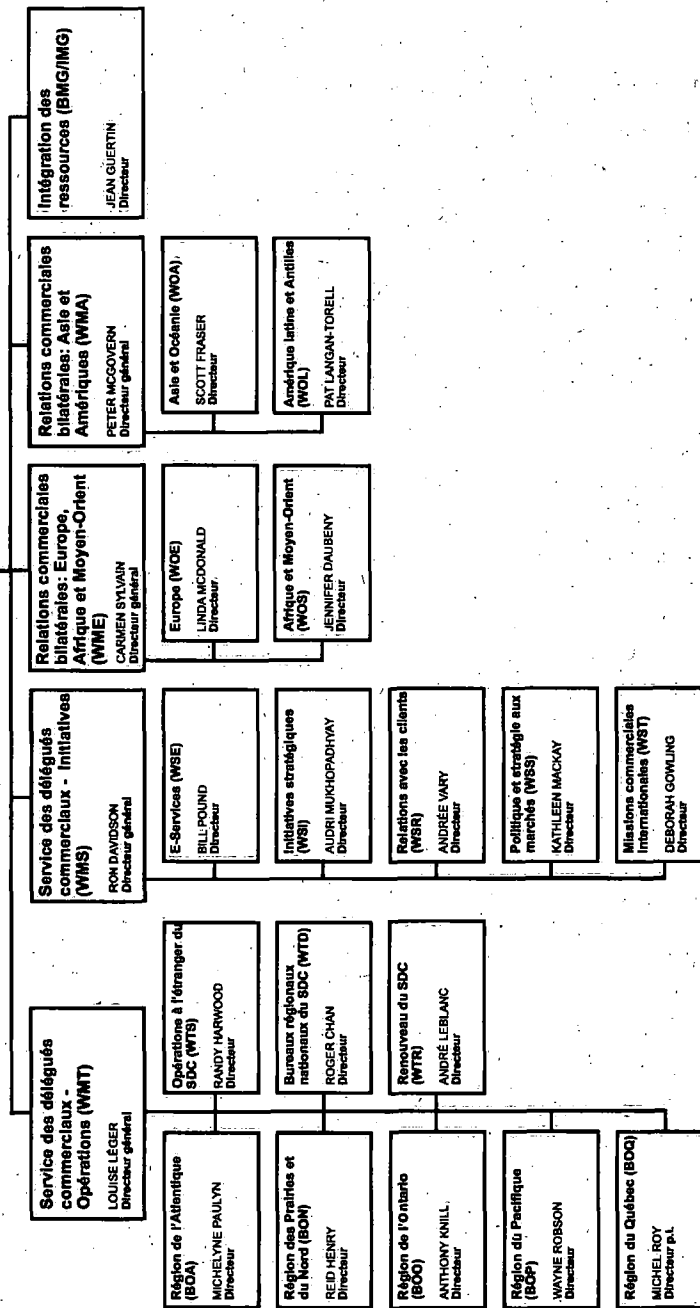 Service des délégués
commerciaux -
Opérations (WMT)
LOUISE LÉGER
Directeur général
Région de l'Atlantique
(BOA)
MICHELYNE PAULYN
Directeur
Région des Prairies et
du Nord (BON)
REID HENRY
Directeur
Région de l'Ontario
(BOO)
ANTHONY KNILL
Directeur
Région du Pacifique
(BOP)
WAYNE ROBSON
Directeur
Région du Québec (BOQ)
MICHEL ROY
Directeur p.i.
Opérations à l'étranger du
SDC (WTS)
RANDY HARWOOD
Directeur
Bureaux régionaux
nationaux du SDC (WTD)
ROGER CHAN
Directeur
Renouveau du SDC
(WTR)
ANDRÉ LEBLANC
Directeur
Service des délégués
commerciaux - Initiatives
(WMS)
RON DAVIDSON
Directeur général
E-Services (WSE)
BILL POUND
Directeur
Initiatives stratégiques
(WSI)
AUDRI MUKHOPADHYAY
Directeur
Relations avec les clients
(WSR)
ANDRÉE VARY
Directeur
Politique et stratégie aux
marchés (WSS)
KATHLEEN MACKAY
Directeur
Missions commerciales
Internationales (WST)
DEBORAH GOWLING
Directeur
Relations commerciales
bilatérales: Europe,
Afrique et Moyen-Orient
(WME)
CARMEN SYLVAIN
Directeur général
Europe (WOE)
LINDA MCDONALD
Directeur
Afrique et Moyen-Orient
(WOS)
JENNIFER DAUBENY
Directeur
Relations commerciales
bilatérales: Asie et
Amériques (WMA)
PETER MCGOVERN
Directeur général
Asie et Océanie (WOA)
SCOTT FRASER
Directeur
Amérique latine et Antilles
(WOL)
PAT LANGAN-TORELL
Directeur
Intégration des
ressources (BMG/IMG)
JEAN GUERTIN
Directeur